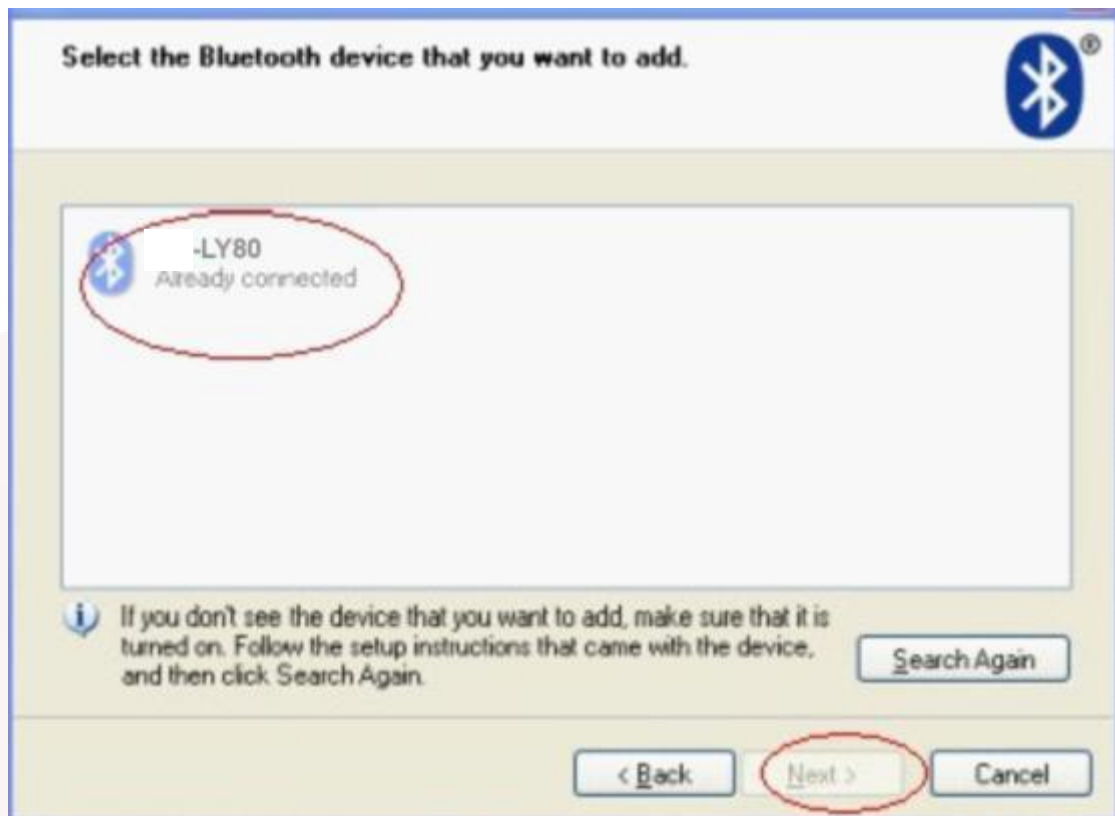 Select the Bluetooth device that you want to add.
®
-LY80
Already connected
If you don't see the device that you want to add, make sure that it is
turned on. Follow the setup instructions that came with the device,
and then click Search Again.
Search Again
< Back
Next >
Cancel